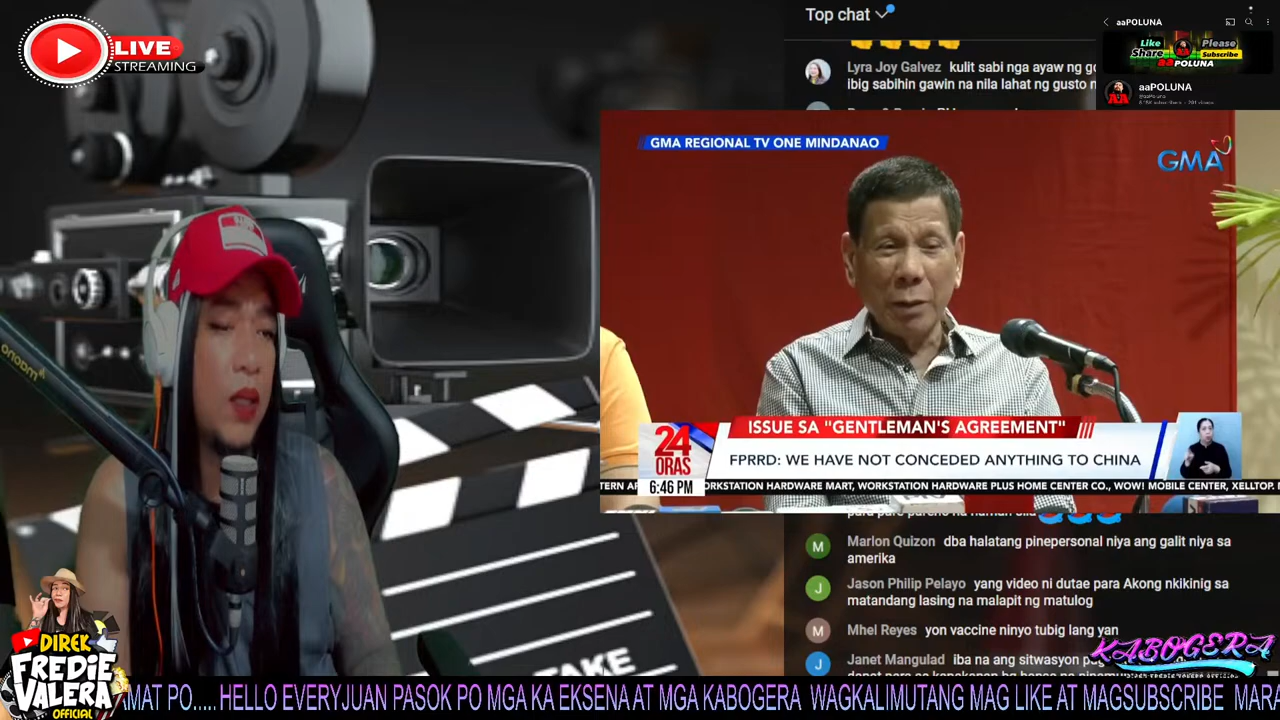 LIVE
STREAMING
Top chat
aaPOLUNA
Like
Share
Please
Subscribe
aaPOLUNA
aaPOLUNA
Lyra Joy Galvez kulit sabi nga ayaw ng
ibig sabihin gawin na nila lahat ng gusto
GMA REGIONAL TV ONE MINDANAO
GMA
ISSUE SA "GENTLEMAN'S AGREEMENT"
24
ORAS
FPRRD: WE HAVE NOT CONCEDED ANYTHING TO CHINA
6:46 PM
WORKSTATION HARDWARE MART, WORKSTATION HARDWARE PLUS HOME CENTER CO., WOW! MOBILE CENTER, XELLTOP.
maono
M Marlon Quizon dba halatang pinepersonal niya ang galit niya sa
amerika
J Jason Philip Pelayo yang video ni dutae para Akong nkikinig sa
matandang lasing na malapit ng matulog
M Mhel Reyes yon vaccine ninyo tubig lang yan
J Janet Mangulad iba na ang sitwasyon
KABOGERA
DIREK
FREDIE
VALERA
OFFICIAL
TAKE
AMAT PO.....HELLO EVERYJUAN PASOK PO MGA KA EKSENA AT MGA KABOGERA WAGKALIMUTANG MAG LIKE AT MAGSUBSCRIBE MARA